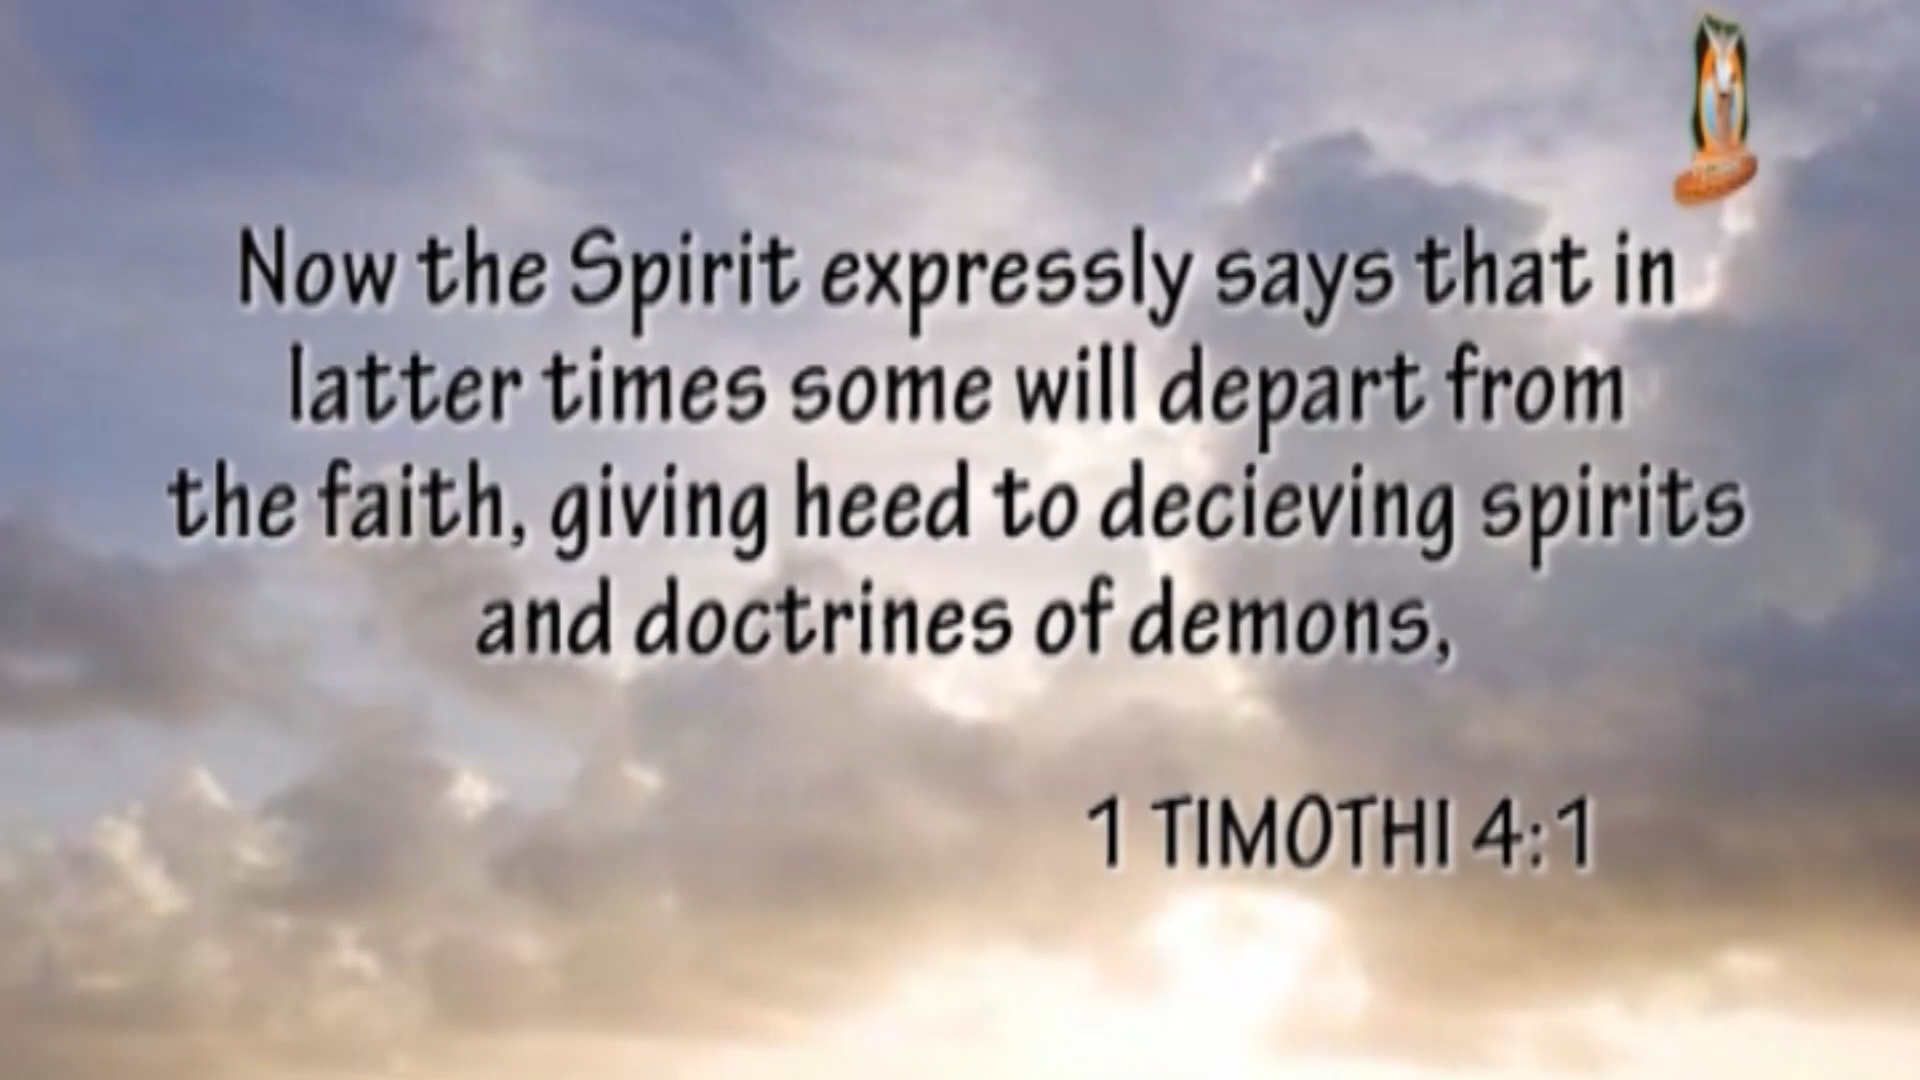 Now the Spirit expressly says that in
latter times some will depart from
the faith, giving heed to decieving spirits
and doctrines of demons,
1 TIMOTHI 4:1